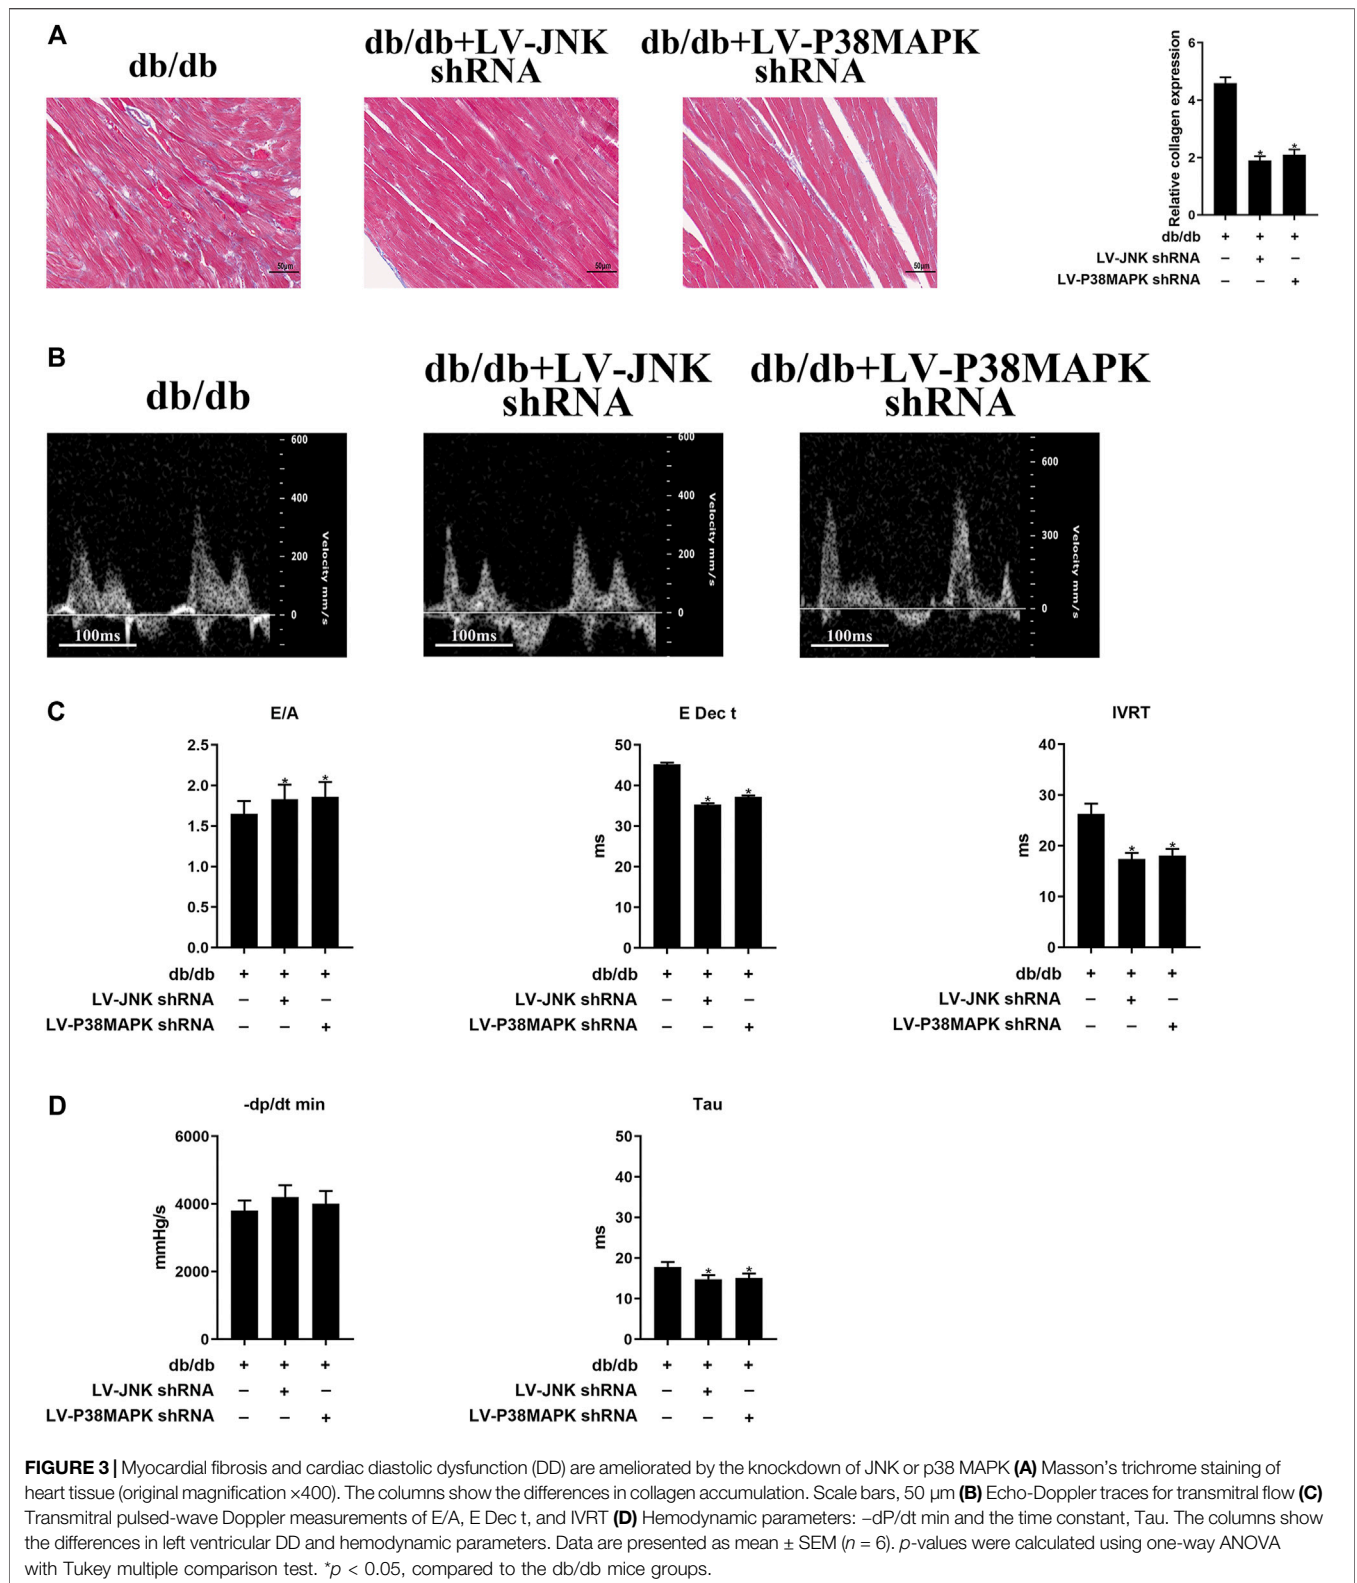 A
db/db
db/db+LV-JNK
shRNA
db/db+LV-P38MAPK
shRNA
50μm
50μm
50μm
Relative collagen expression
6
4
2
0
db/db + + +
LV-JNK shRNA – + –
LV-P38MAPK shRNA – – +
* *
B
db/db
db/db+LV-JNK
shRNA
db/db+LV-P38MAPK
shRNA
600
400
200
0
Velocity mm/s
100ms
600
400
200
0
Velocity mm/s
100ms
600
300
0
Velocity mm/s
100ms
C
E/A
2.5
2.0
1.5
1.0
0.5
0.0
* *
db/db + + +
LV-JNK shRNA – + –
LV-P38MAPK shRNA – – +
E Dec t
ms
50
40
30
20
10
0
* *
db/db + + +
LV-JNK shRNA – + –
LV-P38MAPK shRNA – – +
IVRT
ms
40
30
20
10
0
* *
db/db + + +
LV-JNK shRNA – + –
LV-P38MAPK shRNA – – +
D
-dp/dt min
mmHg/s
6000
4000
2000
0
db/db + + +
LV-JNK shRNA – + –
LV-P38MAPK shRNA – – +
Tau
ms
50
40
30
20
10
0
* *
db/db + + +
LV-JNK shRNA – + –
LV-P38MAPK shRNA – – +
FIGURE 3 | Myocardial fibrosis and cardiac diastolic dysfunction (DD) are ameliorated by the knockdown of JNK or p38 MAPK (A) Masson's trichrome staining of
heart tissue (original magnification ×400). The columns show the differences in collagen accumulation. Scale bars, 50 μm (B) Echo-Doppler traces for transmitral flow (C)
Transmitral pulsed-wave Doppler measurements of E/A, E Dec t, and IVRT (D) Hemodynamic parameters: –dP/dt min and the time constant, Tau. The columns show
the differences in left ventricular DD and hemodynamic parameters. Data are presented as mean ± SEM (n = 6). p-values were calculated using one-way ANOVA
with Tukey multiple comparison test. *p < 0.05, compared to the db/db mice groups.